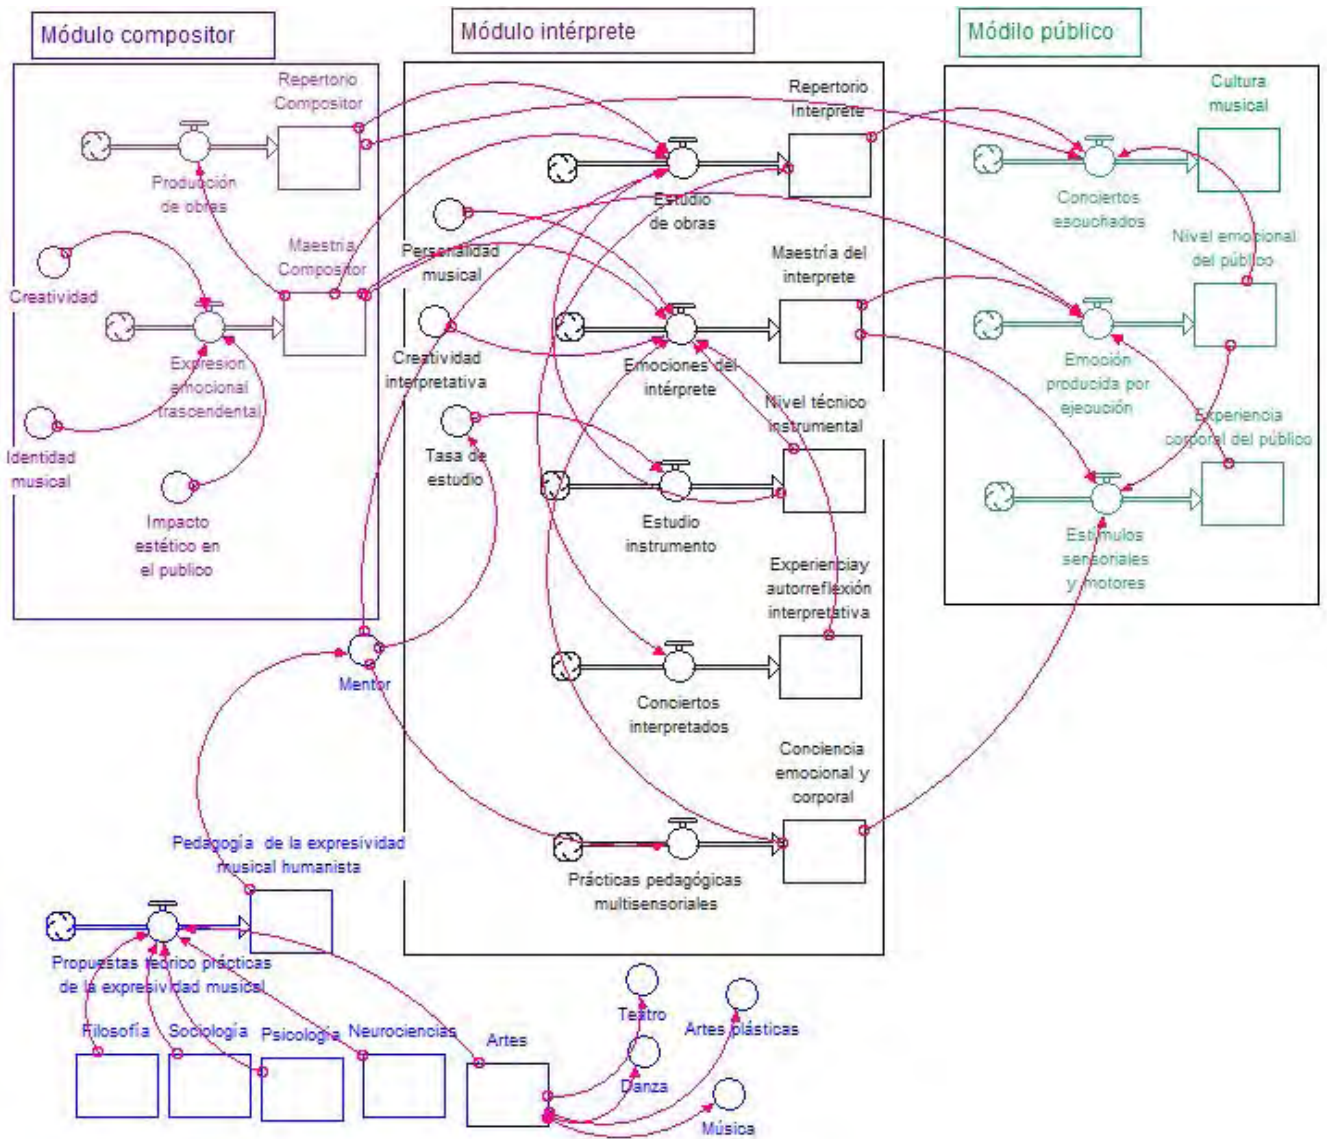 Módulo compositor
Módulo intérprete
Módilo público
Repertorio
Compositor
Producción
de obras
Maestría
Compositor
Creatividad
Expresion
emocional
trascendental
Identidad
musical
Impacto
estético en
el publico
Repertorio
Interprete
Estudio
de obras
Personalidad
musical
Maestría del
interprete
Creatividad
interpretativa
Emociones del
intérprete
Nivel técnico
instrumental
Tasa de
estudio
Estudio
instrumento
Experienciay
autorreflexión
interpretativa
Conciertos
interpretados
Conciencia
emocional y
corporal
Prácticas pedagógicas
multisensoriales
Cultura
musical
Conciertos
escuchados
Nivel emocional
del público
Emoción
producida por
ejecución
Experiencia
corporal del público
Estímulos
sensoriales
y motores
Mentor
Pedagogía de la expresividad
musical humanista
Propuestas teórico prácticas
de la expresividad musical
Filosofía
Sociología
Psicología
Neurociencias
Artes
Teatro
Artes plásticas
Danza
Música